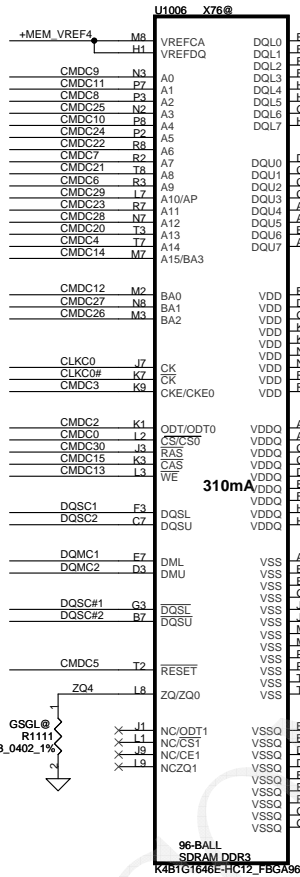 U1006 X76@
+MEM_VREF4 M8 VREFCA DQL0
H1 VREFDQ DQL1
DQL2
CMDC9 N3 A0 DQL3
CMDC11 P7 A1 DQL4
CMDC8 P3 A2 DQL5
CMDC25 N2 A3 DQL6
CMDC10 P8 A4 DQL7
CMDC24 P2 A5
CMDC22 R8 A6
CMDC7 R2 A7 DQU0
CMDC21 T8 A8 DQU1
CMDC6 R3 A9 DQU2
CMDC29 L7 A10/AP DQU3
CMDC23 R7 A11 DQU4
CMDC28 N7 A12 DQU5
CMDC20 T3 A13 DQU6
CMDC4 T7 A14 DQU7
CMDC14 M7 A15/BA3
CMDC12 M2 BA0 VDD
CMDC27 N8 BA1 VDD
CMDC26 M3 BA2 VDD
VDD
VDD
VDD
CLKC0 J7 CK VDD
CLKC0# K7 CK VDD
CMDC3 K9 CKE/CKE0 VDD
CMDC2 K1 ODT/ODT0 VDDQ
CMDC0 L2 CS/CS0 VDDQ
CMDC30 J3 RAS VDDQ
CMDC15 K3 CAS VDDQ
CMDC13 L3 WE VDDQ
310mA VDDQ
VDDQ
DQSC1 F3 DQSL VDDQ
DQSC2 C7 DQSU VDDQ
DQMC1 E7 DML VSS
DQMC2 D3 DMU VSS
VSS
VSS
DQSC#1 G3 DQSL VSS
DQSC#2 B7 DQSU VSS
VSS
VSS
VSS
CMDC5 T2 RESET VSS
VSS
ZQ4 L8 ZQ/ZQ0 VSS
1
GSGL@
R1111
_0402_1%
2
J1 NC/ODT1 VSSQ
L1 NC/CS1 VSSQ
J9 NC/CE1 VSSQ
L9 NCZQ1 VSSQ
VSSQ
VSSQ
VSSQ
VSSQ
VSSQ
96-BALL
SDRAM DDR3
K4B1G1646E-HC12_FBGA96